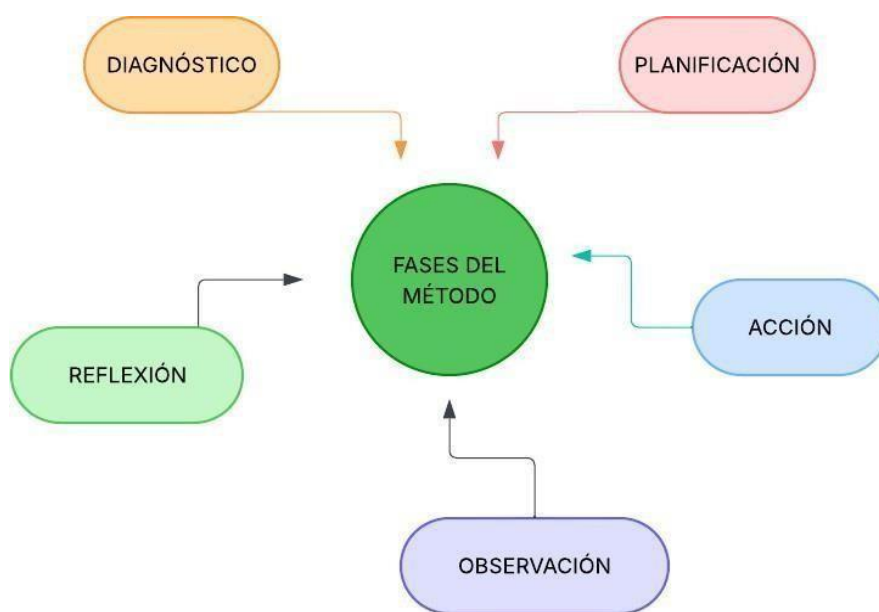 DIAGNÓSTICO
PLANIFICACIÓN
FASES DEL
MÉTODO
ACCIÓN
REFLEXIÓN
OBSERVACIÓN